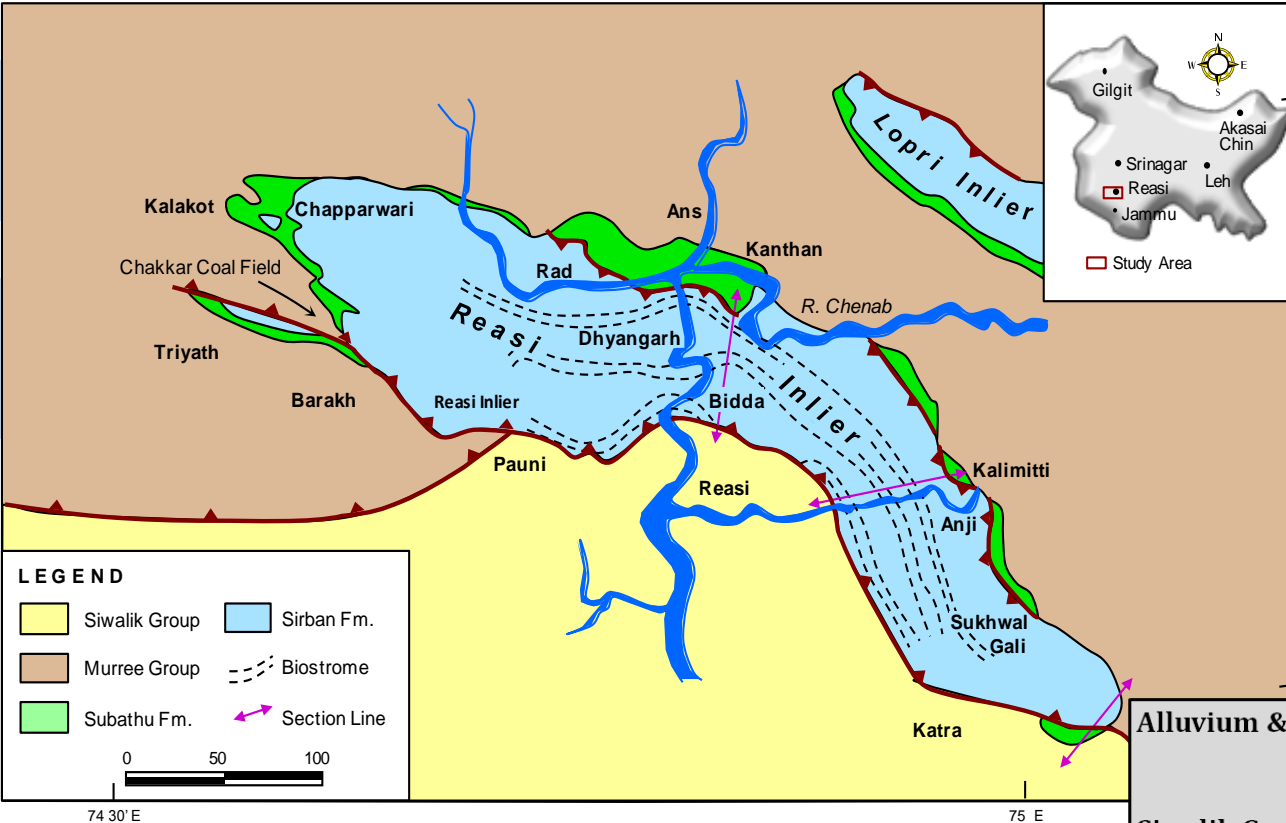 N
W E
S
Gilgit
Akasai
Chin
Srinagar
Leh
Reasi
Jammu
Study Area
Lopri Inlier
Kalakot
Chapparwari
Ans
Kanthan
Chakkar Coal Field
Rad
R. Chenab
Reasi
Inlier
Dhyangarh
Triyath
Barakh
Reasi Inlier
Bidda
Pauni
Reasi
Kalimitti
Anji
Sukhwal
Gali
Katra
LEGEND
Siwalik Group
Sirban Fm.
Murree Group
Biostrome
Subathu Fm.
Section Line
0 50 100
74 30' E
75 E
Alluvium &